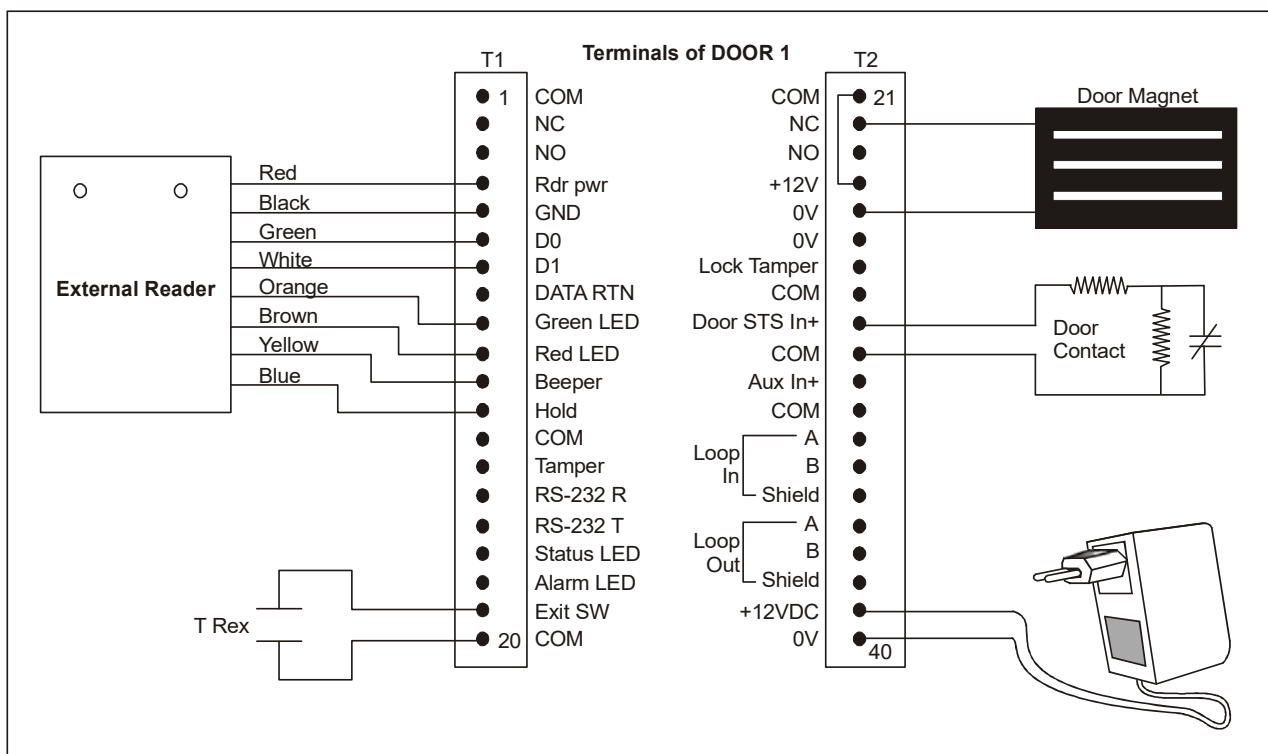 Terminals of DOOR 1
T1
1 COM
NC
NO
Rdr pwr
GND
D0
D1
DATA RTN
Green LED
Red LED
Beeper
Hold
COM
Tamper
RS-232 R
RS-232 T
Status LED
Alarm LED
Exit SW
20 COM
External Reader
Red
Black
Green
White
Orange
Brown
Yellow
Blue
T Rex
T2
COM 21
NC
NO
+12V
0V
0V
Lock Tamper
COM
Door STS In+
COM
Aux In+
COM
Loop In
A
B
Shield
Loop Out
A
B
Shield
+12VDC
0V 40
Door Magnet
Door
Contact